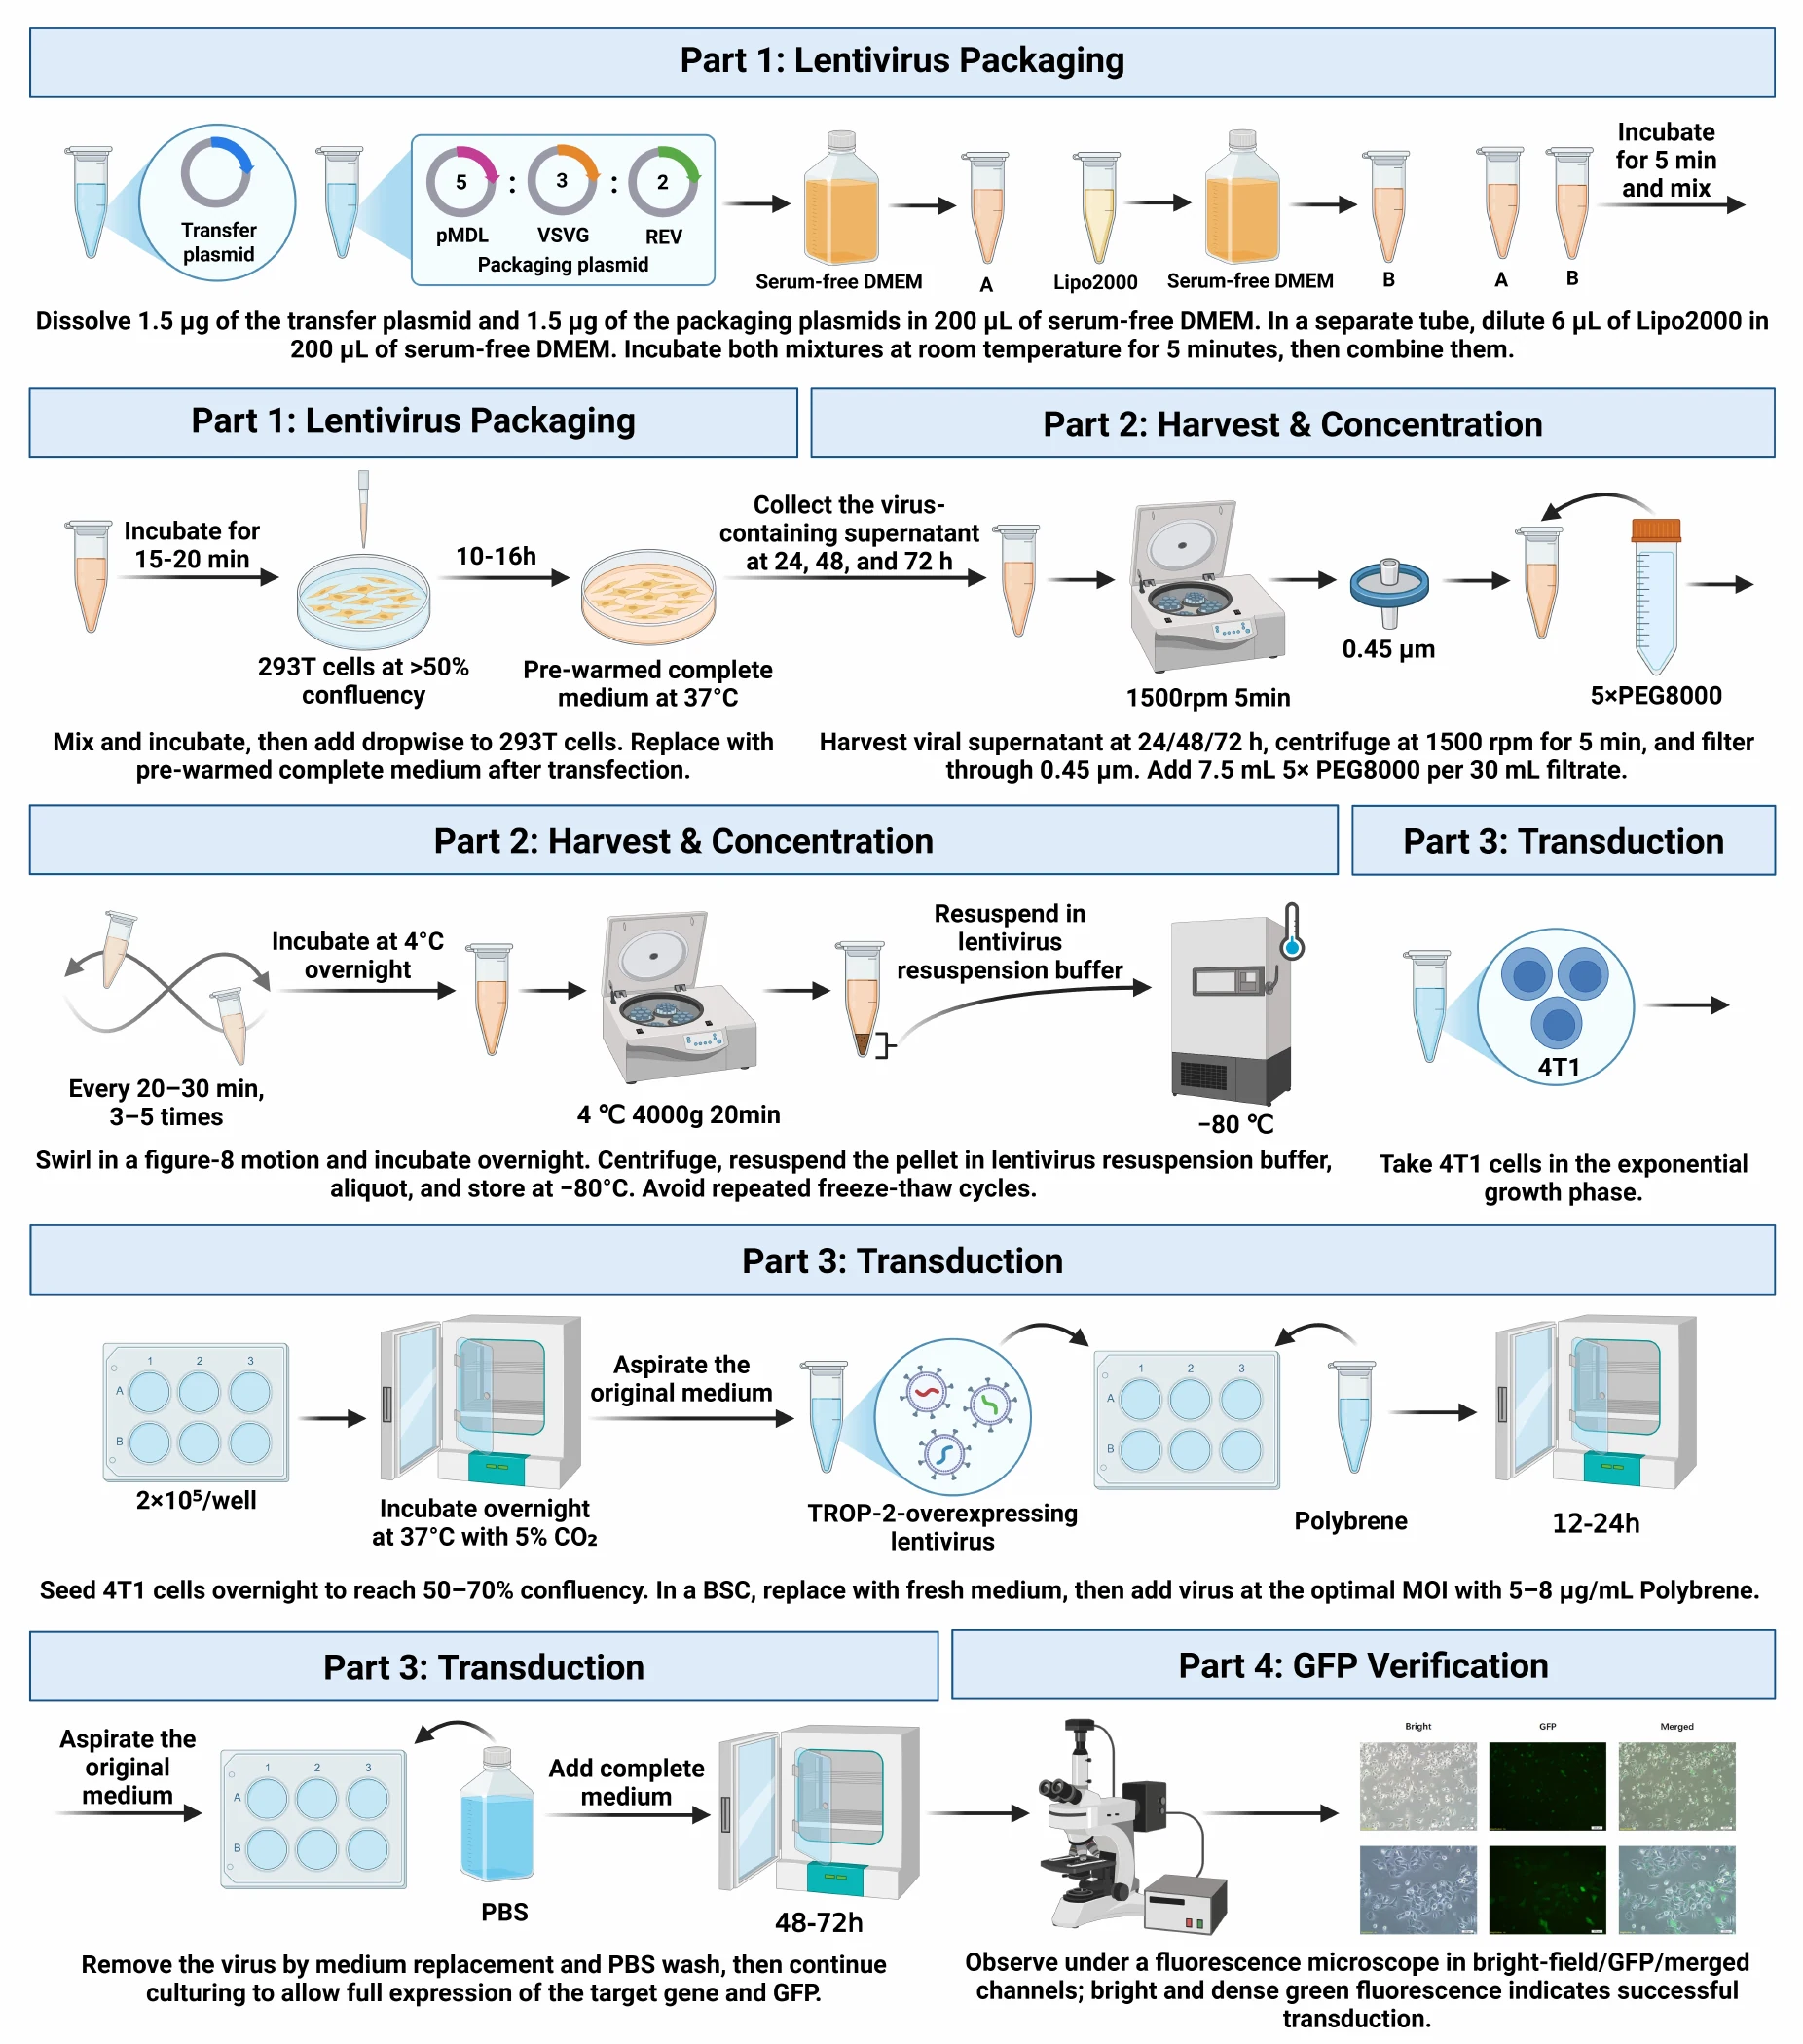 Part 1: Lentivirus Packaging
Transfer
plasmid
5 : 3 : 2
pMDL VSVG REV
Packaging plasmid
Serum-free DMEM
A
Lipo2000
Serum-free DMEM
B
A B
Incubate
for 5 min
and mix
Dissolve 1.5 µg of the transfer plasmid and 1.5 µg of the packaging plasmids in 200 µL of serum-free DMEM. In a separate tube, dilute 6 µL of Lipo2000 in
200 µL of serum-free DMEM. Incubate both mixtures at room temperature for 5 minutes, then combine them.
Part 1: Lentivirus Packaging
Incubate for
15-20 min
293T cells at >50%
confluency
10-16h
Pre-warmed complete
medium at 37°C
Mix and incubate, then add dropwise to 293T cells. Replace with
pre-warmed complete medium after transfection.
Part 2: Harvest & Concentration
Collect the virus-
containing supernatant
at 24, 48, and 72 h
1500rpm 5min
0.45 µm
5×PEG8000
Harvest viral supernatant at 24/48/72 h, centrifuge at 1500 rpm for 5 min, and filter
through 0.45 µm. Add 7.5 mL 5× PEG8000 per 30 mL filtrate.
Part 2: Harvest & Concentration
Every 20–30 min,
3–5 times
Incubate at 4°C
overnight
4 ℃ 4000g 20min
Resuspend in
lentivirus
resuspension buffer
−80 ℃
Swirl in a figure-8 motion and incubate overnight. Centrifuge, resuspend the pellet in lentivirus resuspension buffer,
aliquot, and store at −80°C. Avoid repeated freeze-thaw cycles.
Part 3: Transduction
4T1
Take 4T1 cells in the exponential
growth phase.
Part 3: Transduction
1 2 3
A
B
2×10⁵/well
Incubate overnight
at 37°C with 5% CO₂
Aspirate the
original medium
TROP-2-overexpressing
lentivirus
1 2 3
A
B
Polybrene
12-24h
Seed 4T1 cells overnight to reach 50–70% confluency. In a BSC, replace with fresh medium, then add virus at the optimal MOI with 5–8 µg/mL Polybrene.
Part 3: Transduction
Aspirate the
original
medium
1 2 3
A
B
PBS
Add complete
medium
48-72h
Remove the virus by medium replacement and PBS wash, then continue
culturing to allow full expression of the target gene and GFP.
Part 4: GFP Verification
Bright GFP Merged
Observe under a fluorescence microscope in bright-field/GFP/merged
channels; bright and dense green fluorescence indicates successful
transduction.